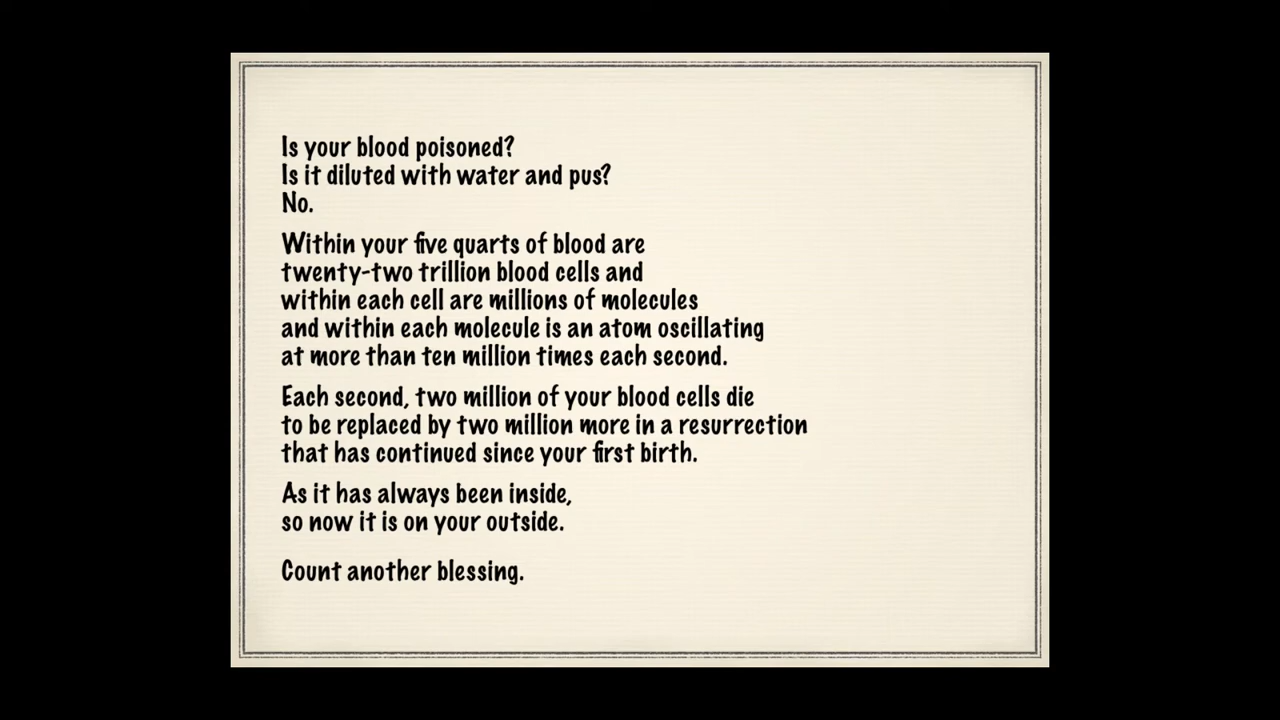 Is your blood poisoned?
Is it diluted with water and pus?
No.
Within your five quarts of blood are
twenty-two trillion blood cells and
within each cell are millions of molecules
and within each molecule is an atom oscillating
at more than ten million times each second.
Each second, two million of your blood cells die
to be replaced by two million more in a resurrection
that has continued since your first birth.
As it has always been inside,
so now it is on your outside.
Count another blessing.